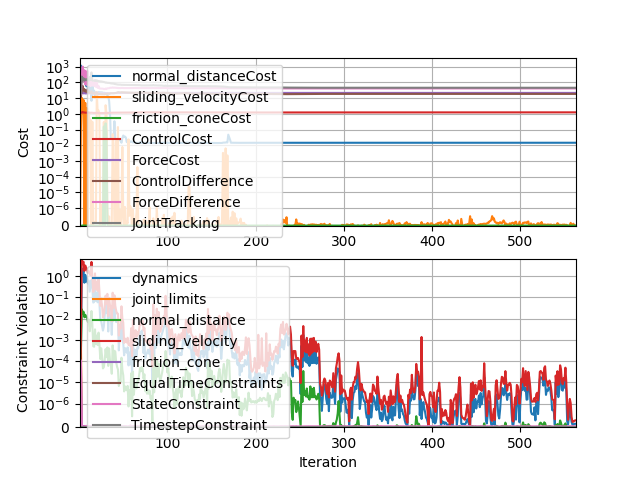 10³
10²
10¹
10⁰
10⁻¹
10⁻²
10⁻³
10⁻⁴
10⁻⁵
10⁻⁶
0
Cost
normal_distanceCost
sliding_velocityCost
friction_coneCost
ControlCost
ForceCost
ControlDifference
ForceDifference
JointTracking
100 200 300 400 500
10⁰
10⁻¹
10⁻²
10⁻³
10⁻⁴
10⁻⁵
10⁻⁶
0
Constraint Violation
dynamics
joint_limits
normal_distance
sliding_velocity
friction_cone
EqualTimeConstraints
StateConstraint
TimestepConstraint
100 200 300 400 500
Iteration